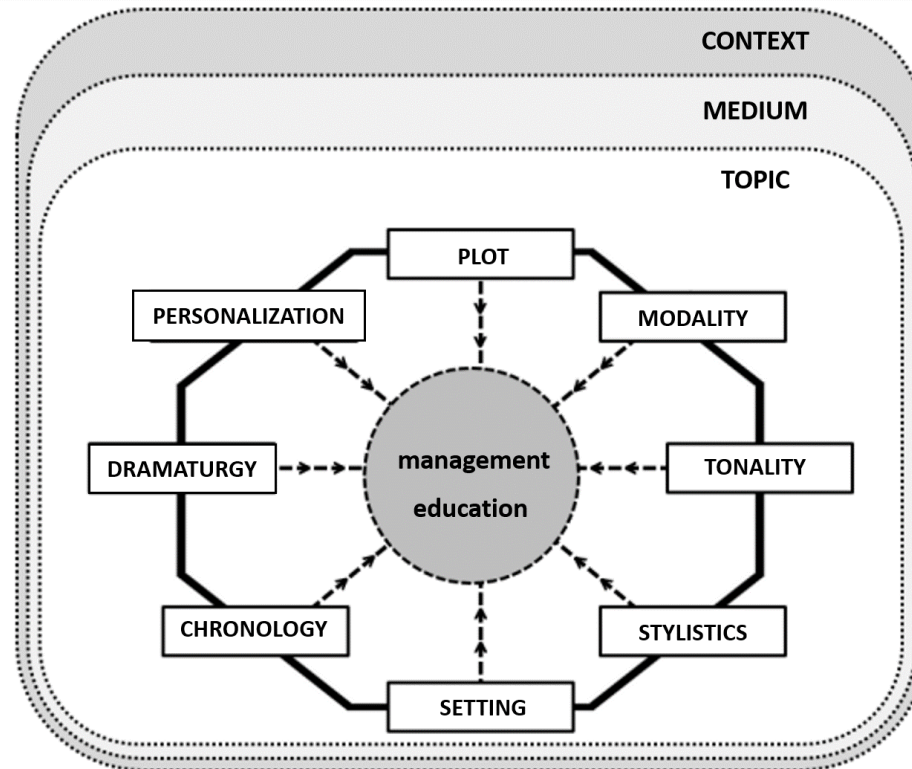 CONTEXT
MEDIUM
TOPIC
PLOT
PERSONALIZATION
MODALITY
DRAMATURGY
management
education
TONALITY
CHRONOLOGY
STYLISTICS
SETTING